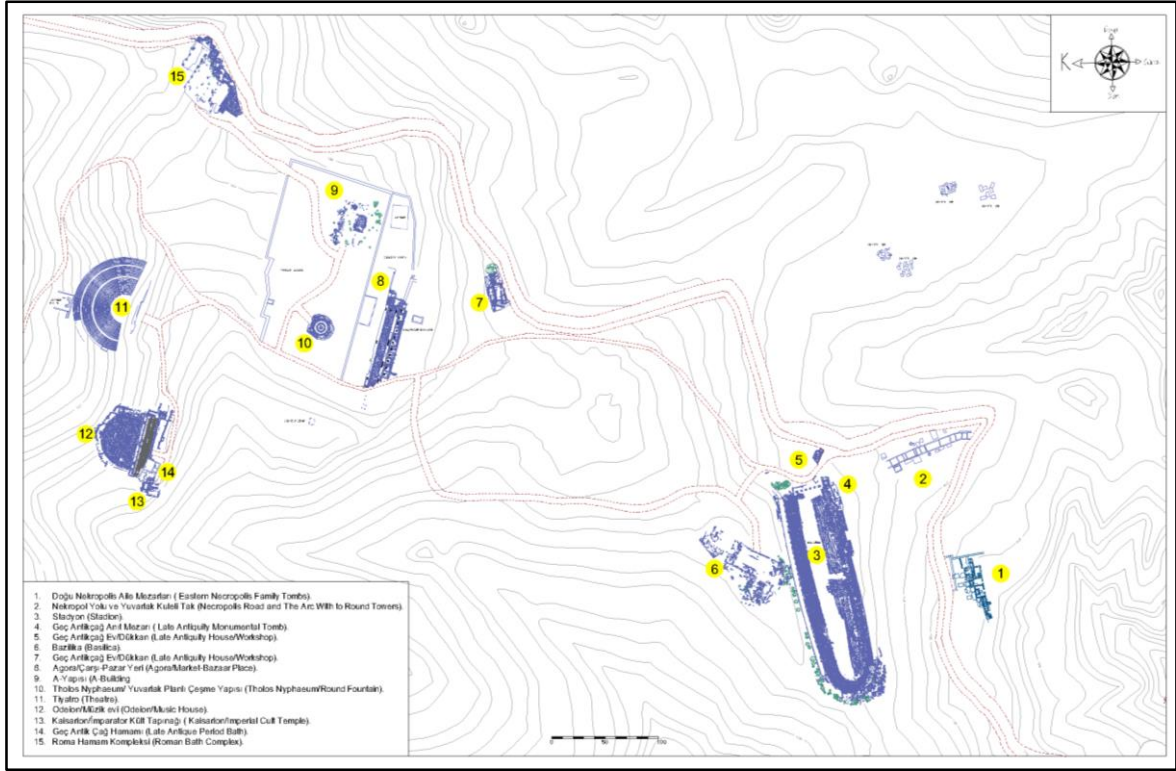 K
15
9
8
7
11
10
12
14
13
5
4
2
3
6
1
1. Doğu Nekropolis Aile Mezarları ( Eastern Necropolis Family Tombs).
2. Nekropol Yolu ve Yuvarlak Kuleli Tak (Necropolis Road and The Arc With to Round Towers).
3. Stadyon (Stadion).
4. Geç Antikçağ Anıt Mezarı ( Late Antiquity Monumental Tomb).
5. Geç Antikçağ Ev/Dükkan (Late Antiquity House/Workshop).
6. Bazilika (Basilica).
7. Geç Antikçağ Ev/Dükkan (Late Antiquity House/Workshop).
8. Agora/Çarşı-Pazar Yeri (Agora/Market-Bazaar Place).
9. A-Yapısı (A-Building
10. Tholos Nyphaeum/ Yuvarlak Planlı Çeşme Yapısı (Tholos Nyphaeum/Round Fountain).
11. Tiyatro (Theatre).
12. Odeion/Müzik evi (Odeion/Music House).
13. Kaisarion/İmparator Kült Tapınağı ( Kaisarion/Imperial Cult Temple).
14. Geç Antik Çağ Hamamı (Late Antique Period Bath).
15. Roma Hamam Kompleksi (Roman Bath Complex).
0 50 100